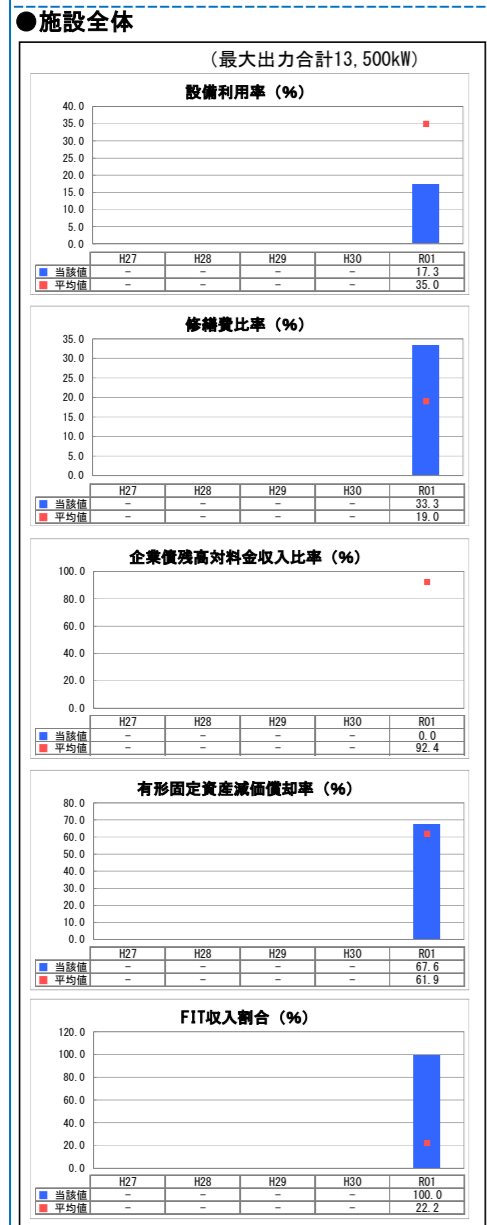 ●施設全体
（最大出力合計13,500kW）
設備利用率（%）
40.0
35.0
30.0
25.0
20.0
15.0
10.0
5.0
0.0
H27 H28 H29 H30 R01
■ 当該値 － － － － 17.3
■ 平均値 － － － － 35.0
修繕費比率（%）
35.0
30.0
25.0
20.0
15.0
10.0
5.0
0.0
H27 H28 H29 H30 R01
■ 当該値 － － － － 33.3
■ 平均値 － － － － 19.0
企業債残高対料金収入比率（%）
100.0
80.0
60.0
40.0
20.0
0.0
H27 H28 H29 H30 R01
■ 当該値 － － － － 0.0
■ 平均値 － － － － 92.4
有形固定資産減価償却率（%）
80.0
70.0
60.0
50.0
40.0
30.0
20.0
10.0
0.0
H27 H28 H29 H30 R01
■ 当該値 － － － － 67.6
■ 平均値 － － － － 61.9
FIT収入割合（%）
120.0
100.0
80.0
60.0
40.0
20.0
0.0
H27 H28 H29 H30 R01
■ 当該値 － － － － 100.0
■ 平均値 － － － － 22.2